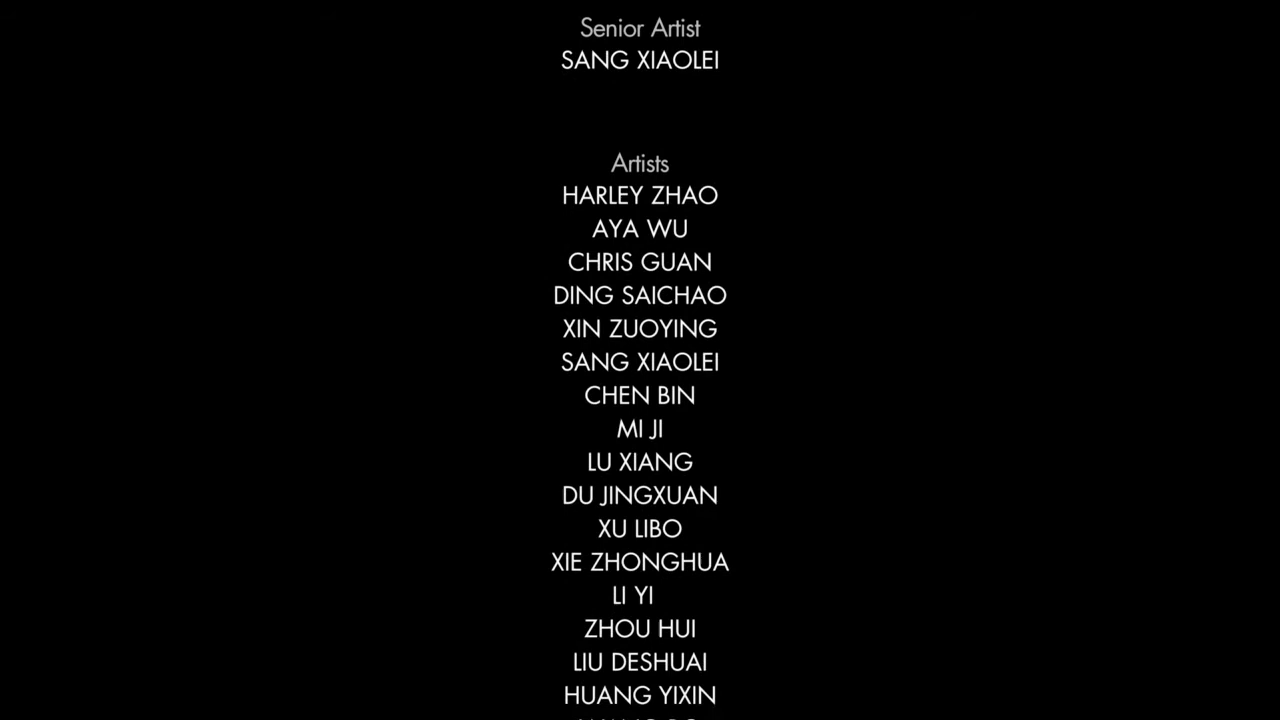 Senior Artist
SANG XIAOLEI
Artists
HARLEY ZHAO
AYA WU
CHRIS GUAN
DING SAICHAO
XIN ZUOYING
SANG XIAOLEI
CHEN BIN
MI JI
LU XIANG
DU JINGXUAN
XU LIBO
XIE ZHONGHUA
LI YI
ZHOU HUI
LIU DESHUAI
HUANG YIXIN